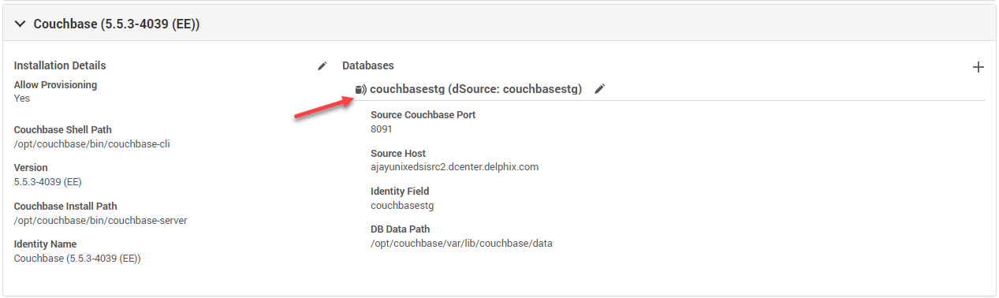 Couchbase (5.5.3-4039 (EE))
Installation Details
Allow Provisioning
Yes
Couchbase Shell Path
/opt/couchbase/bin/couchbase-cli
Version
5.5.3-4039 (EE)
Couchbase Install Path
/opt/couchbase/bin/couchbase-server
Identity Name
Couchbase (5.5.3-4039 (EE))
Databases
couchbasestg (dSource: couchbasestg)
Source Couchbase Port
8091
Source Host
ajayunixedsisrc2.dcenter.delphix.com
Identity Field
couchbasestg
DB Data Path
/opt/couchbase/var/lib/couchbase/data